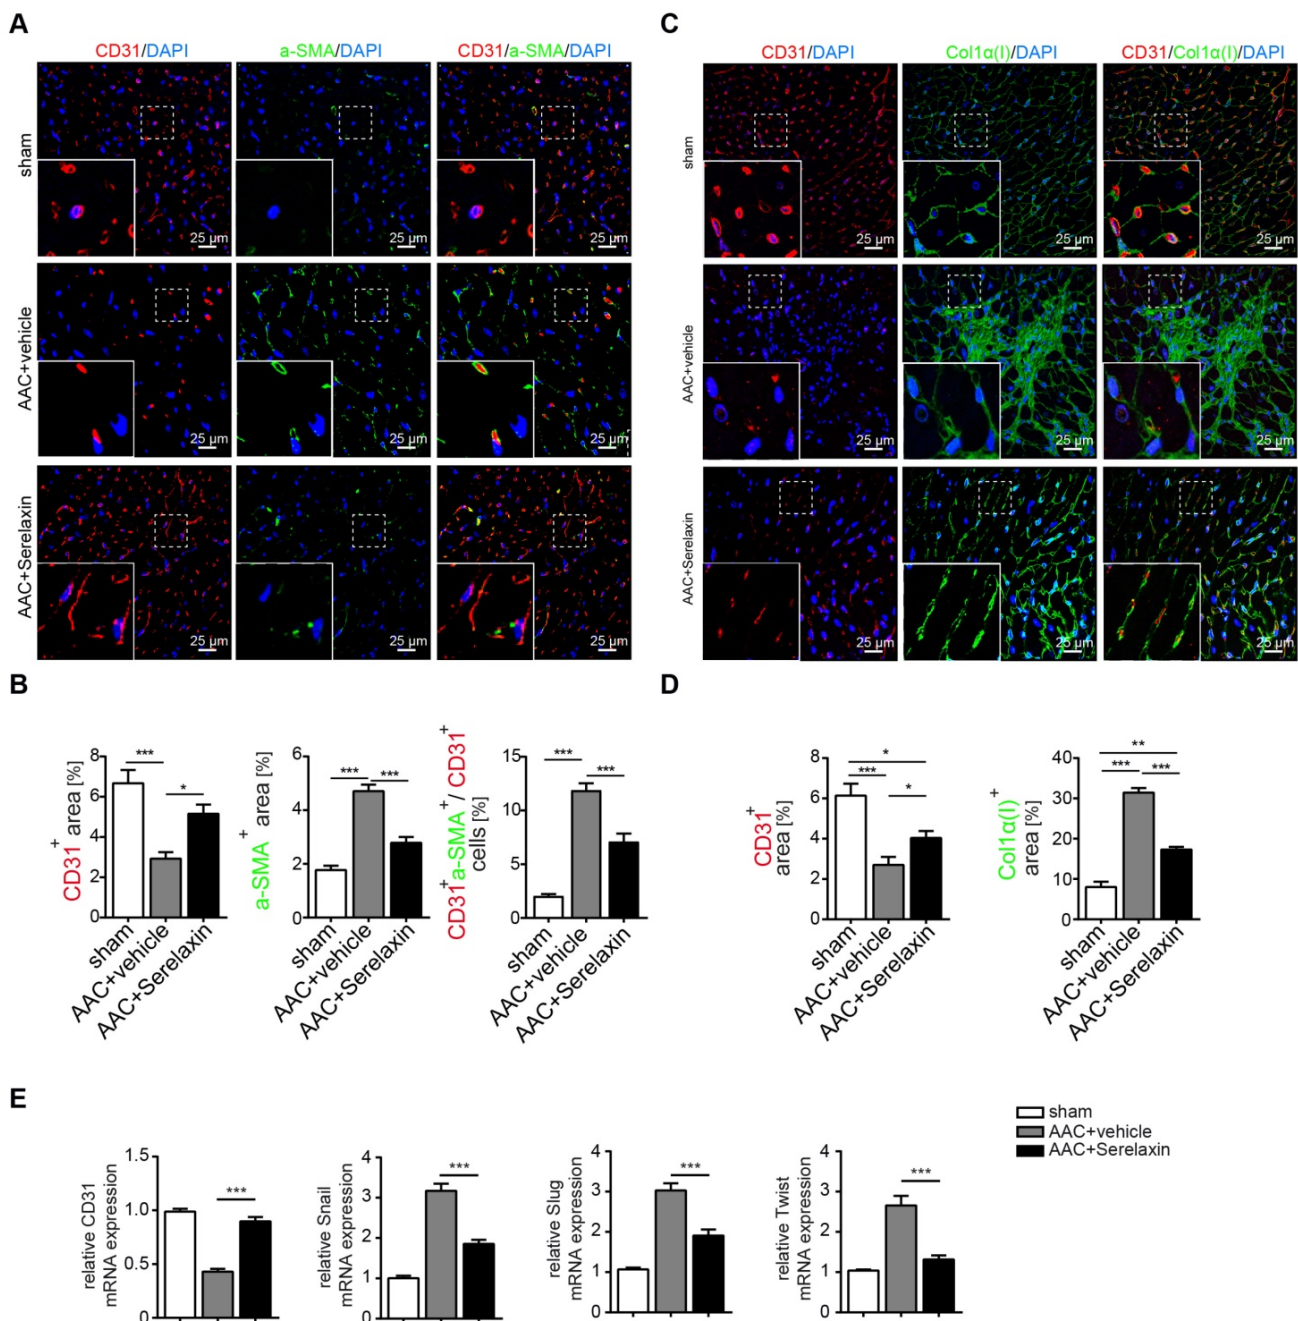 A
CD31/DAPI
a-SMA/DAPI
CD31/a-SMA/DAPI
sham
25 µm
25 µm
25 µm
AAC+vehicle
25 µm
25 µm
25 µm
AAC+Serelaxin
25 µm
25 µm
25 µm
C
CD31/DAPI
Col1α(I)/DAPI
CD31/Col1α(I)/DAPI
sham
25 µm
25 µm
25 µm
AAC+vehicle
25 µm
25 µm
25 µm
AAC+Serelaxin
25 µm
25 µm
25 µm
B
CD31+ area [%]
8
6
4
2
0
***
*
sham
AAC+vehicle
AAC+Serelaxin
a-SMA+ area [%]
6
4
2
0
***
***
sham
AAC+vehicle
AAC+Serelaxin
CD31+a-SMA+/ CD31+
cells [%]
15
10
5
0
***
***
sham
AAC+vehicle
AAC+Serelaxin
D
CD31+
area [%]
8
6
4
2
0
*
***
*
sham
AAC+vehicle
AAC+Serelaxin
Col1α(I)+
area [%]
40
30
20
10
0
**
***
***
sham
AAC+vehicle
AAC+Serelaxin
E
sham
AAC+vehicle
AAC+Serelaxin
relative CD31
mRNA expression
1.5
1.0
0.5
0
***
relative Snail
mRNA expression
4
3
2
1
0
***
relative Slug
mRNA expression
4
3
2
1
0
***
relative Twist
mRNA expression
4
3
2
1
0
***